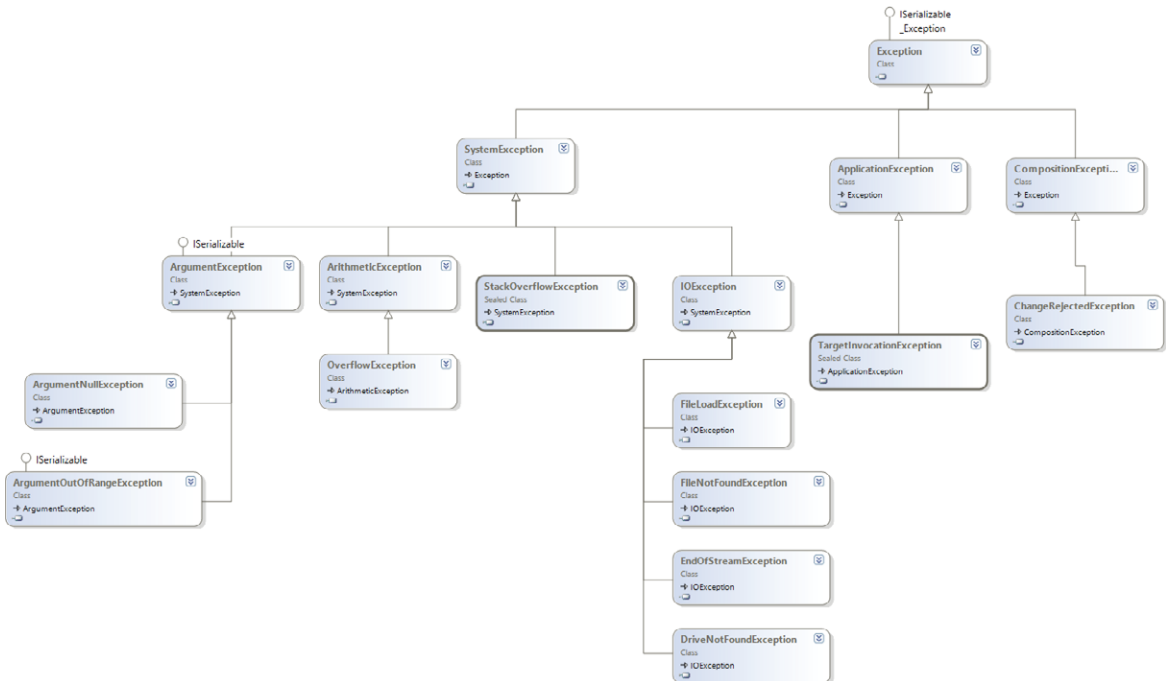 ISerializable
_Exception
Exception
Class
SystemException
Class
Exception
ApplicationException
Class
Exception
CompositionExcepti...
Class
Exception
ISerializable
ArgumentException
Class
SystemException
ArithmeticException
Class
SystemException
StackOverflowException
Sealed Class
SystemException
IOException
Class
SystemException
ChangeRejectedException
Class
CompositionException
TargetInvocationException
Sealed Class
ApplicationException
OverflowException
Class
ArithmeticException
ArgumentNullException
Class
ArgumentException
FileLoadException
Class
IOException
ISerializable
ArgumentOutOfRangeException
Class
ArgumentException
FileNotFoundException
Class
IOException
EndOfStreamException
Class
IOException
DriveNotFoundException
Class
IOException